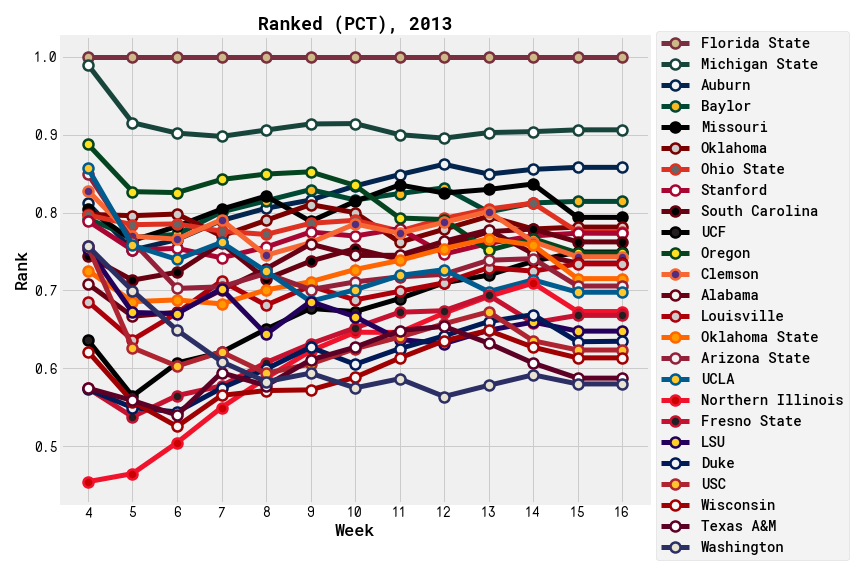 Ranked (PCT), 2013
1.0
0.9
0.8
0.7
0.6
0.5
Rank
4 5 6 7 8 9 10 11 12 13 14 15 16
Week
Florida State
Michigan State
Auburn
Baylor
Missouri
Oklahoma
Ohio State
Stanford
South Carolina
UCF
Oregon
Clemson
Alabama
Louisville
Oklahoma State
Arizona State
UCLA
Northern Illinois
Fresno State
LSU
Duke
USC
Wisconsin
Texas A&M
Washington